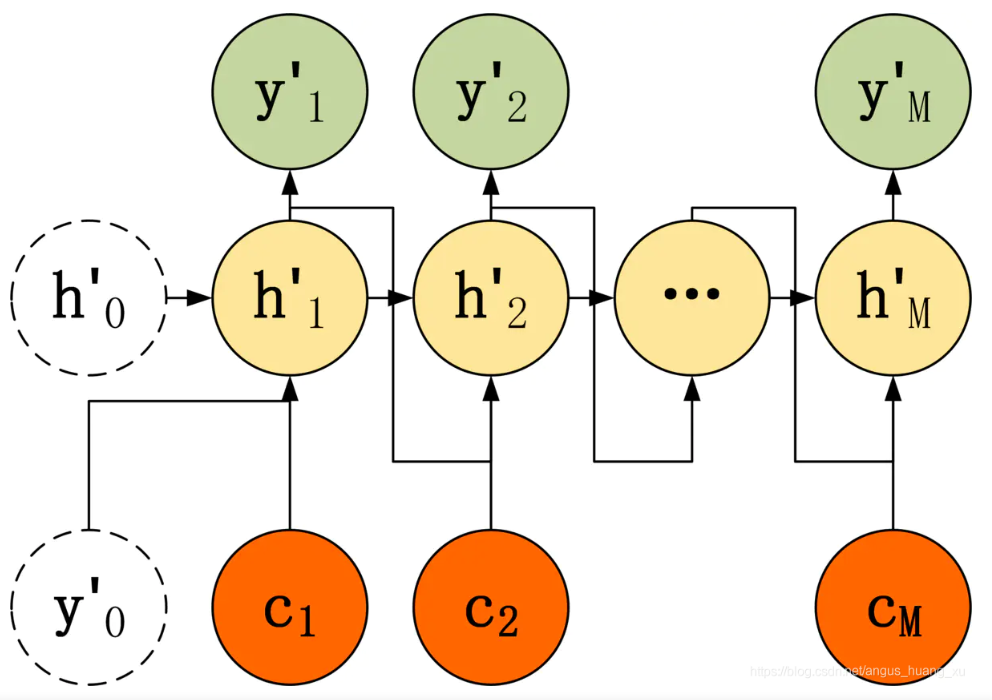 y'1 y'2 y'M
h'0 h'1 h'2 ... h'M
y'0 c1 c2 cM
https://blog.csdn.net/angus_huang_xu